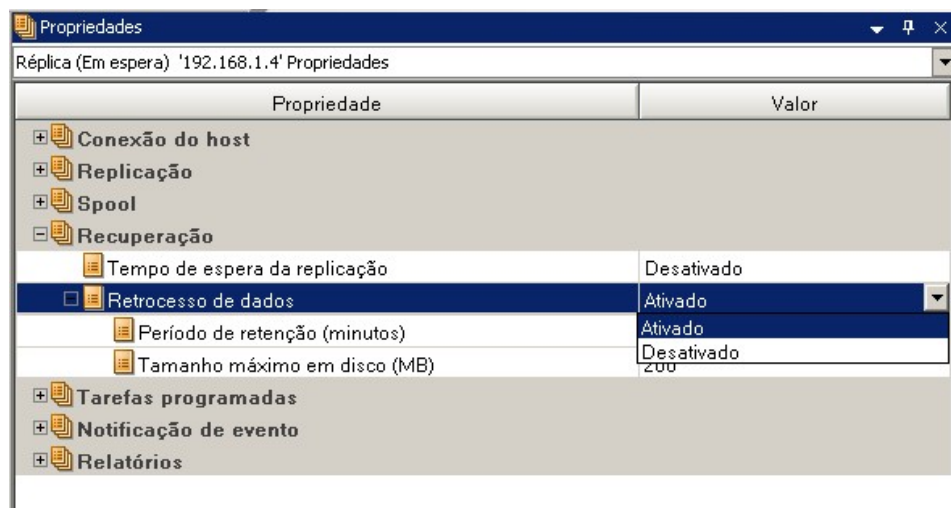 Propriedades
Réplica (Em espera) '192.168.1.4' Propriedades
Propriedade Valor
Conexão do host
Replicação
Spool
Recuperação
Tempo de espera da replicação Desativado
Retrocesso de dados Ativado
Período de retenção (minutos) Ativado
Desativado
Tamanho máximo em disco (MB) 200
Tarefas programadas
Notificação de evento
Relatórios